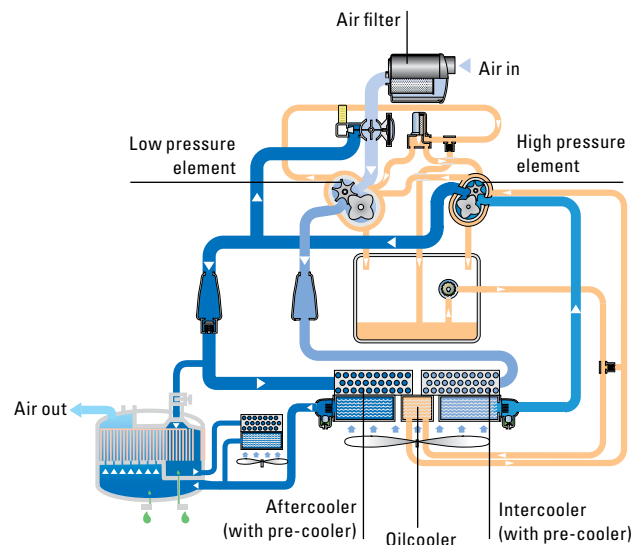 Air filter
Air in
Low pressure
element
High pressure
element
Air out
Aftercooler
(with pre-cooler)
Oilcooler
Intercooler
(with pre-cooler)